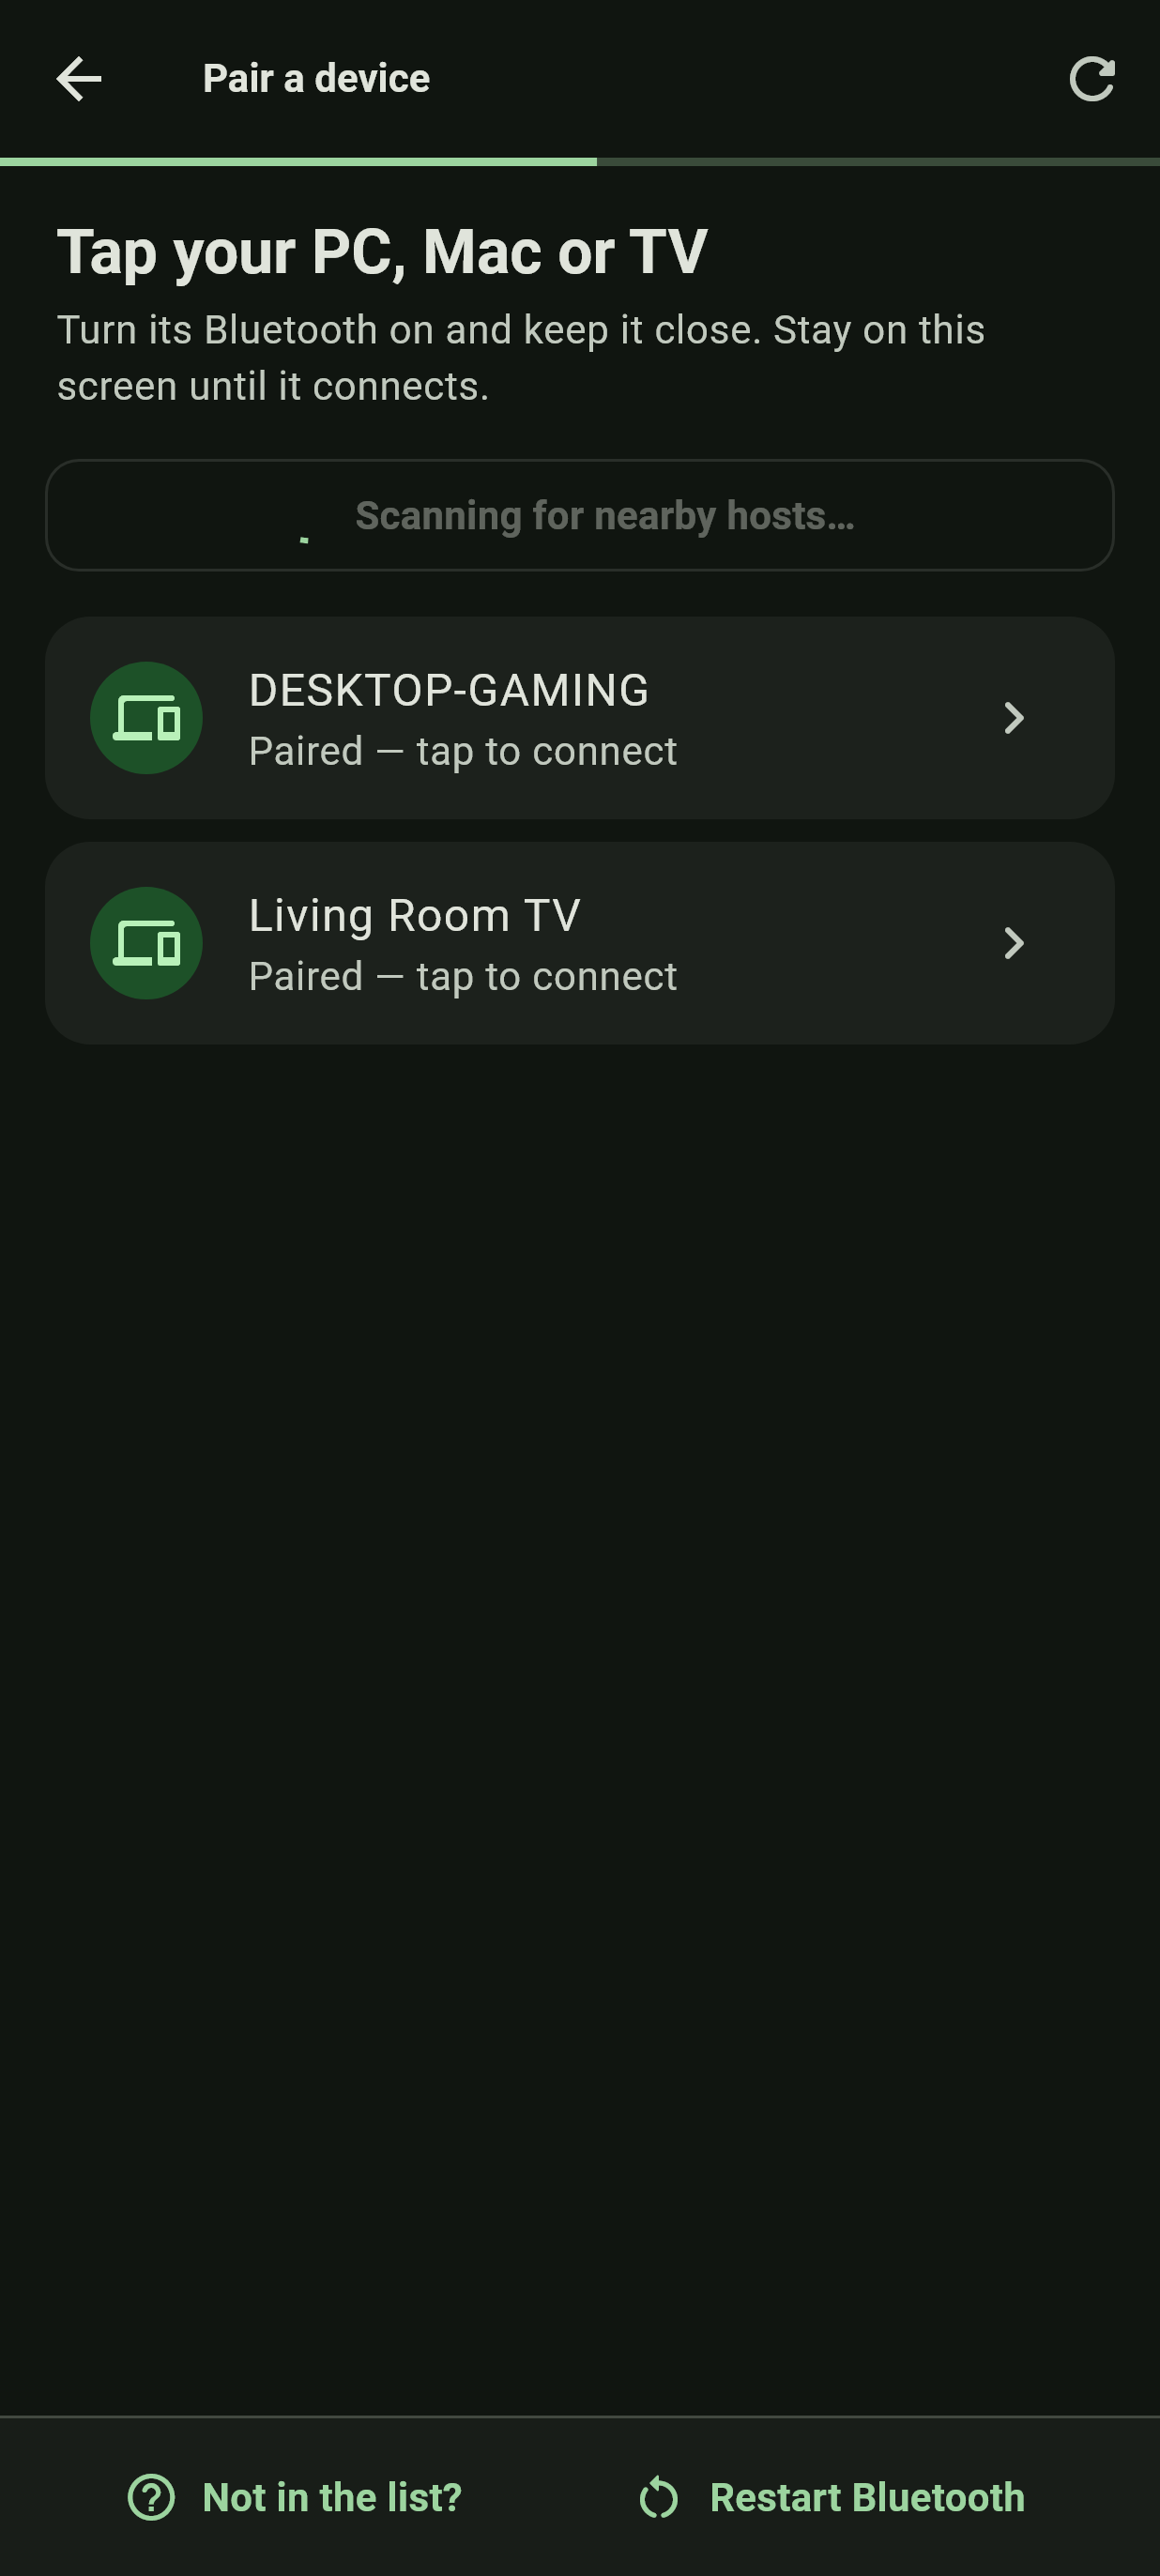 Pair a device
Tap your PC, Mac or TV
Turn its Bluetooth on and keep it close. Stay on this
screen until it connects.
Scanning for nearby hosts…
DESKTOP-GAMING
Paired — tap to connect
Living Room TV
Paired — tap to connect
Not in the list?
Restart Bluetooth